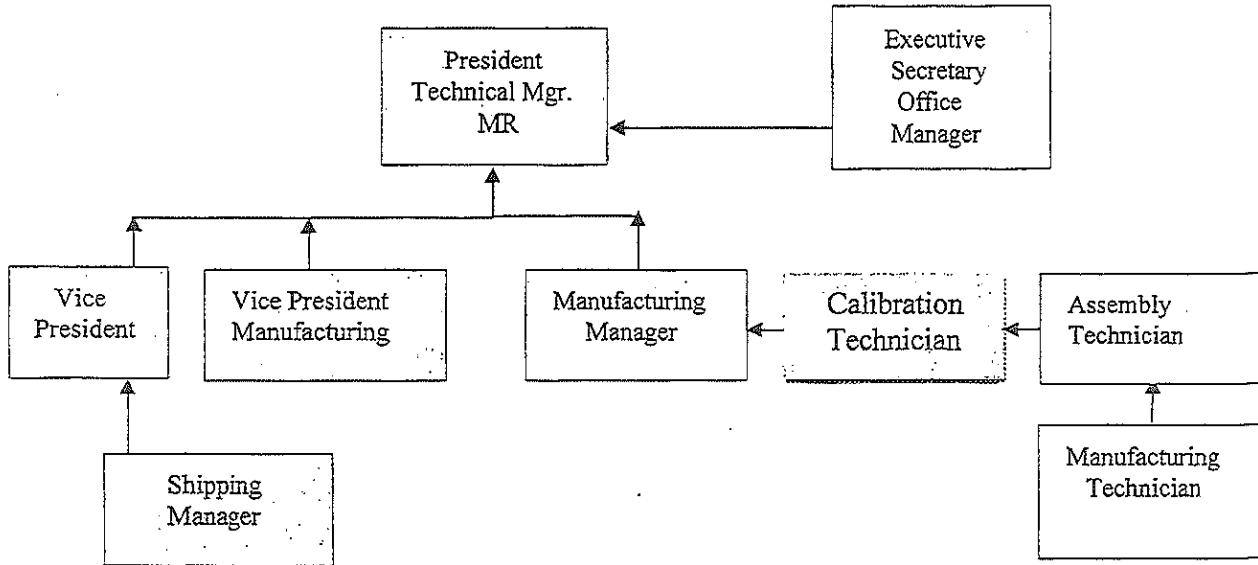 President
Technical Mgr.
MR
Executive
Secretary
Office
Manager
Vice
President
Vice President
Manufacturing
Manufacturing
Manager
Calibration
Technician
Assembly
Technician
Shipping
Manager
Manufacturing
Technician